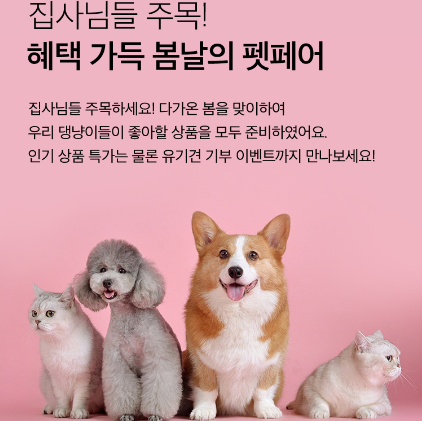 집사님들 주목!
혜택 가득 봄날의 펫페어
집사님들 주목하세요! 다가온 봄을 맞이하여
우리 댕냥이들이 좋아할 상품을 모두 준비하였어요.
인기 상품 특가는 물론 유기견 기부 이벤트까지 만나보세요!